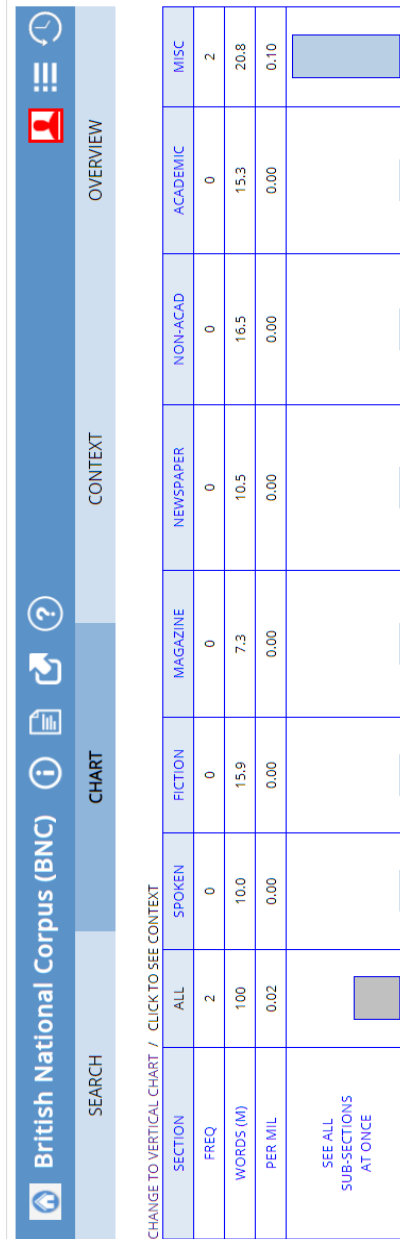 British National Corpus (BNC)
SEARCH CHART CONTEXT OVERVIEW
CHANGE TO VERTICAL CHART / CLICK TO SEE CONTEXT
SECTION ALL SPOKEN FICTION MAGAZINE NEWSPAPER NON-ACAD ACADEMIC MISC
FREQ 2 0 0 0 0 0 0 2
WORDS (M) 100 10.0 15.9 7.3 10.5 16.5 15.3 20.8
PER MIL 0.02 0.00 0.00 0.00 0.00 0.00 0.00 0.10
SEE ALL
SUB-SECTIONS
AT ONCE